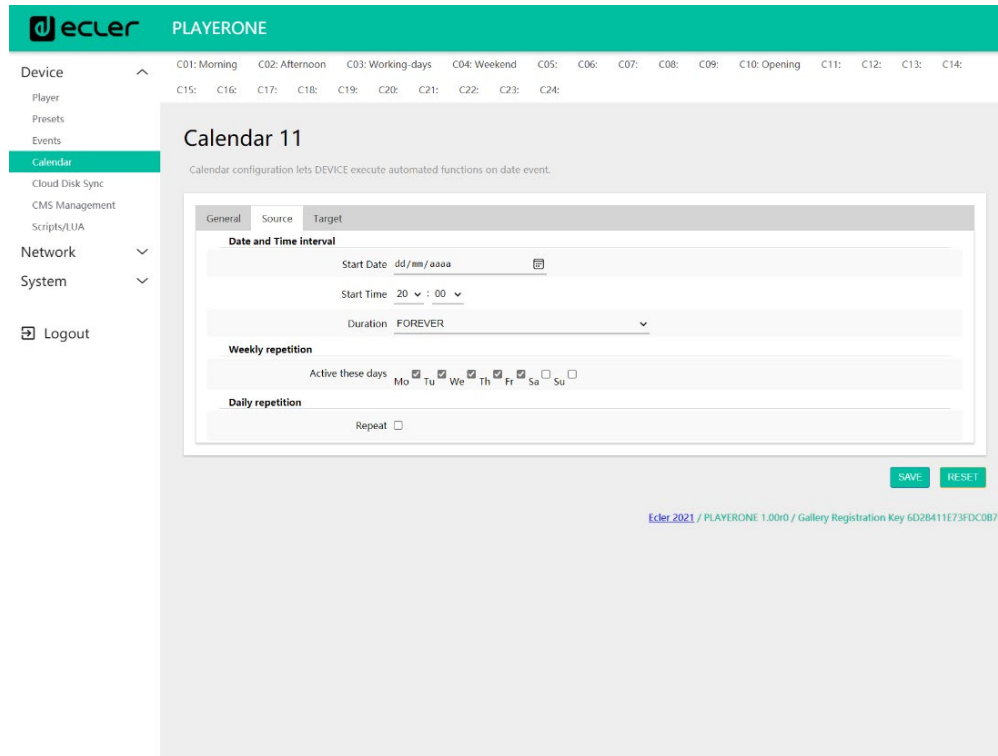 ecler PLAYERONE
Device
Player
Presets
Events
Calendar
Cloud Disk Sync
CMS Management
Scripts/LUA
Network
System
Logout
C01: Morning C02: Afternoon C03: Working-days C04: Weekend C05: C06: C07: C08: C09: C10: Opening C11: C12: C13: C14:
C15: C16: C17: C18: C19: C20: C21: C22: C23: C24:
Calendar 11
Calendar configuration lets DEVICE execute automated functions on date event.
General Source Target
Date and Time interval
Start Date dd/mm/aaaa
Start Time 20 : 00
Duration FOREVER
Weekly repetition
Active these days Mo Tu We Th Fr Sa Su
Daily repetition
Repeat
SAVE RESET
Ecler 2021 / PLAYERONE 1.00r0 / Gallery Registration Key 6D28411E73FDC0B7